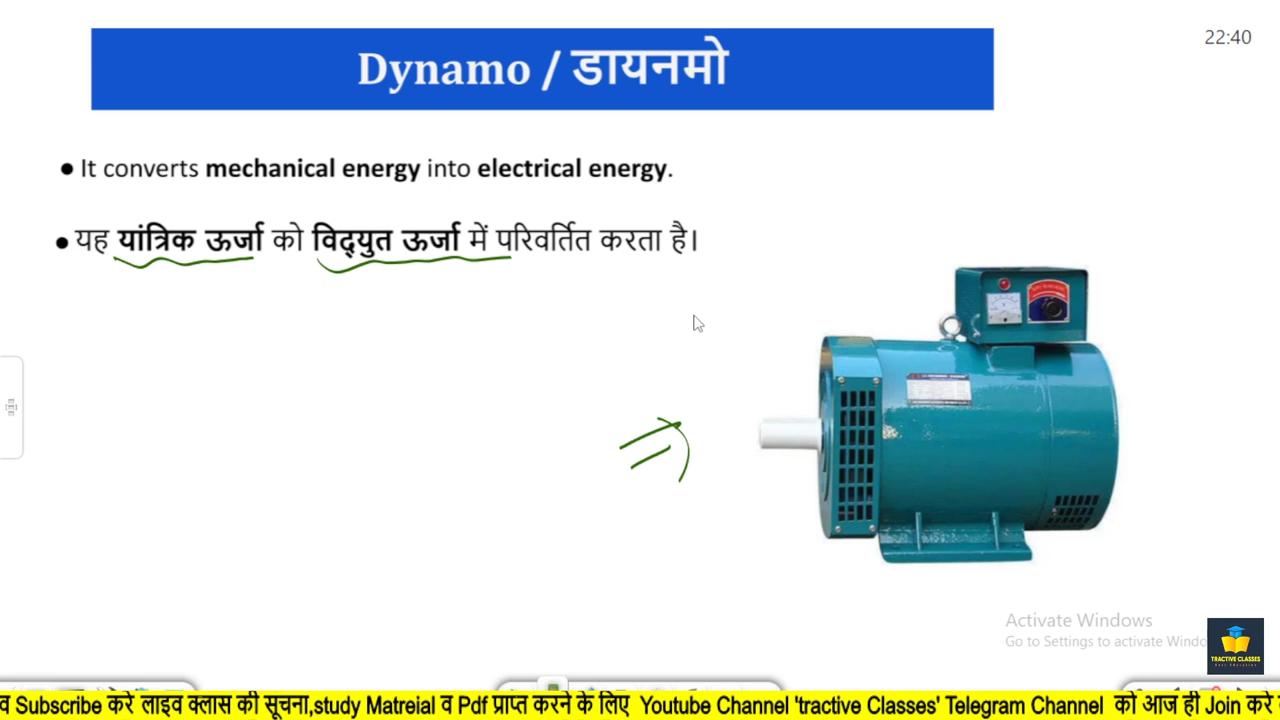 22:40
Dynamo / डायनमो
• It converts mechanical energy into electrical energy.
• यह यांत्रिक ऊर्जा को विद्युत ऊर्जा में परिवर्तित करता है।
Activate Windows
Go to Settings to activate Windo
TRACTIVE CLASSES
व Subscribe करे लाइव क्लास की सूचना,study Matreial व Pdf प्राप्त करने के लिए Youtube Channel 'tractive Classes' Telegram Channel को आज ही Join करे